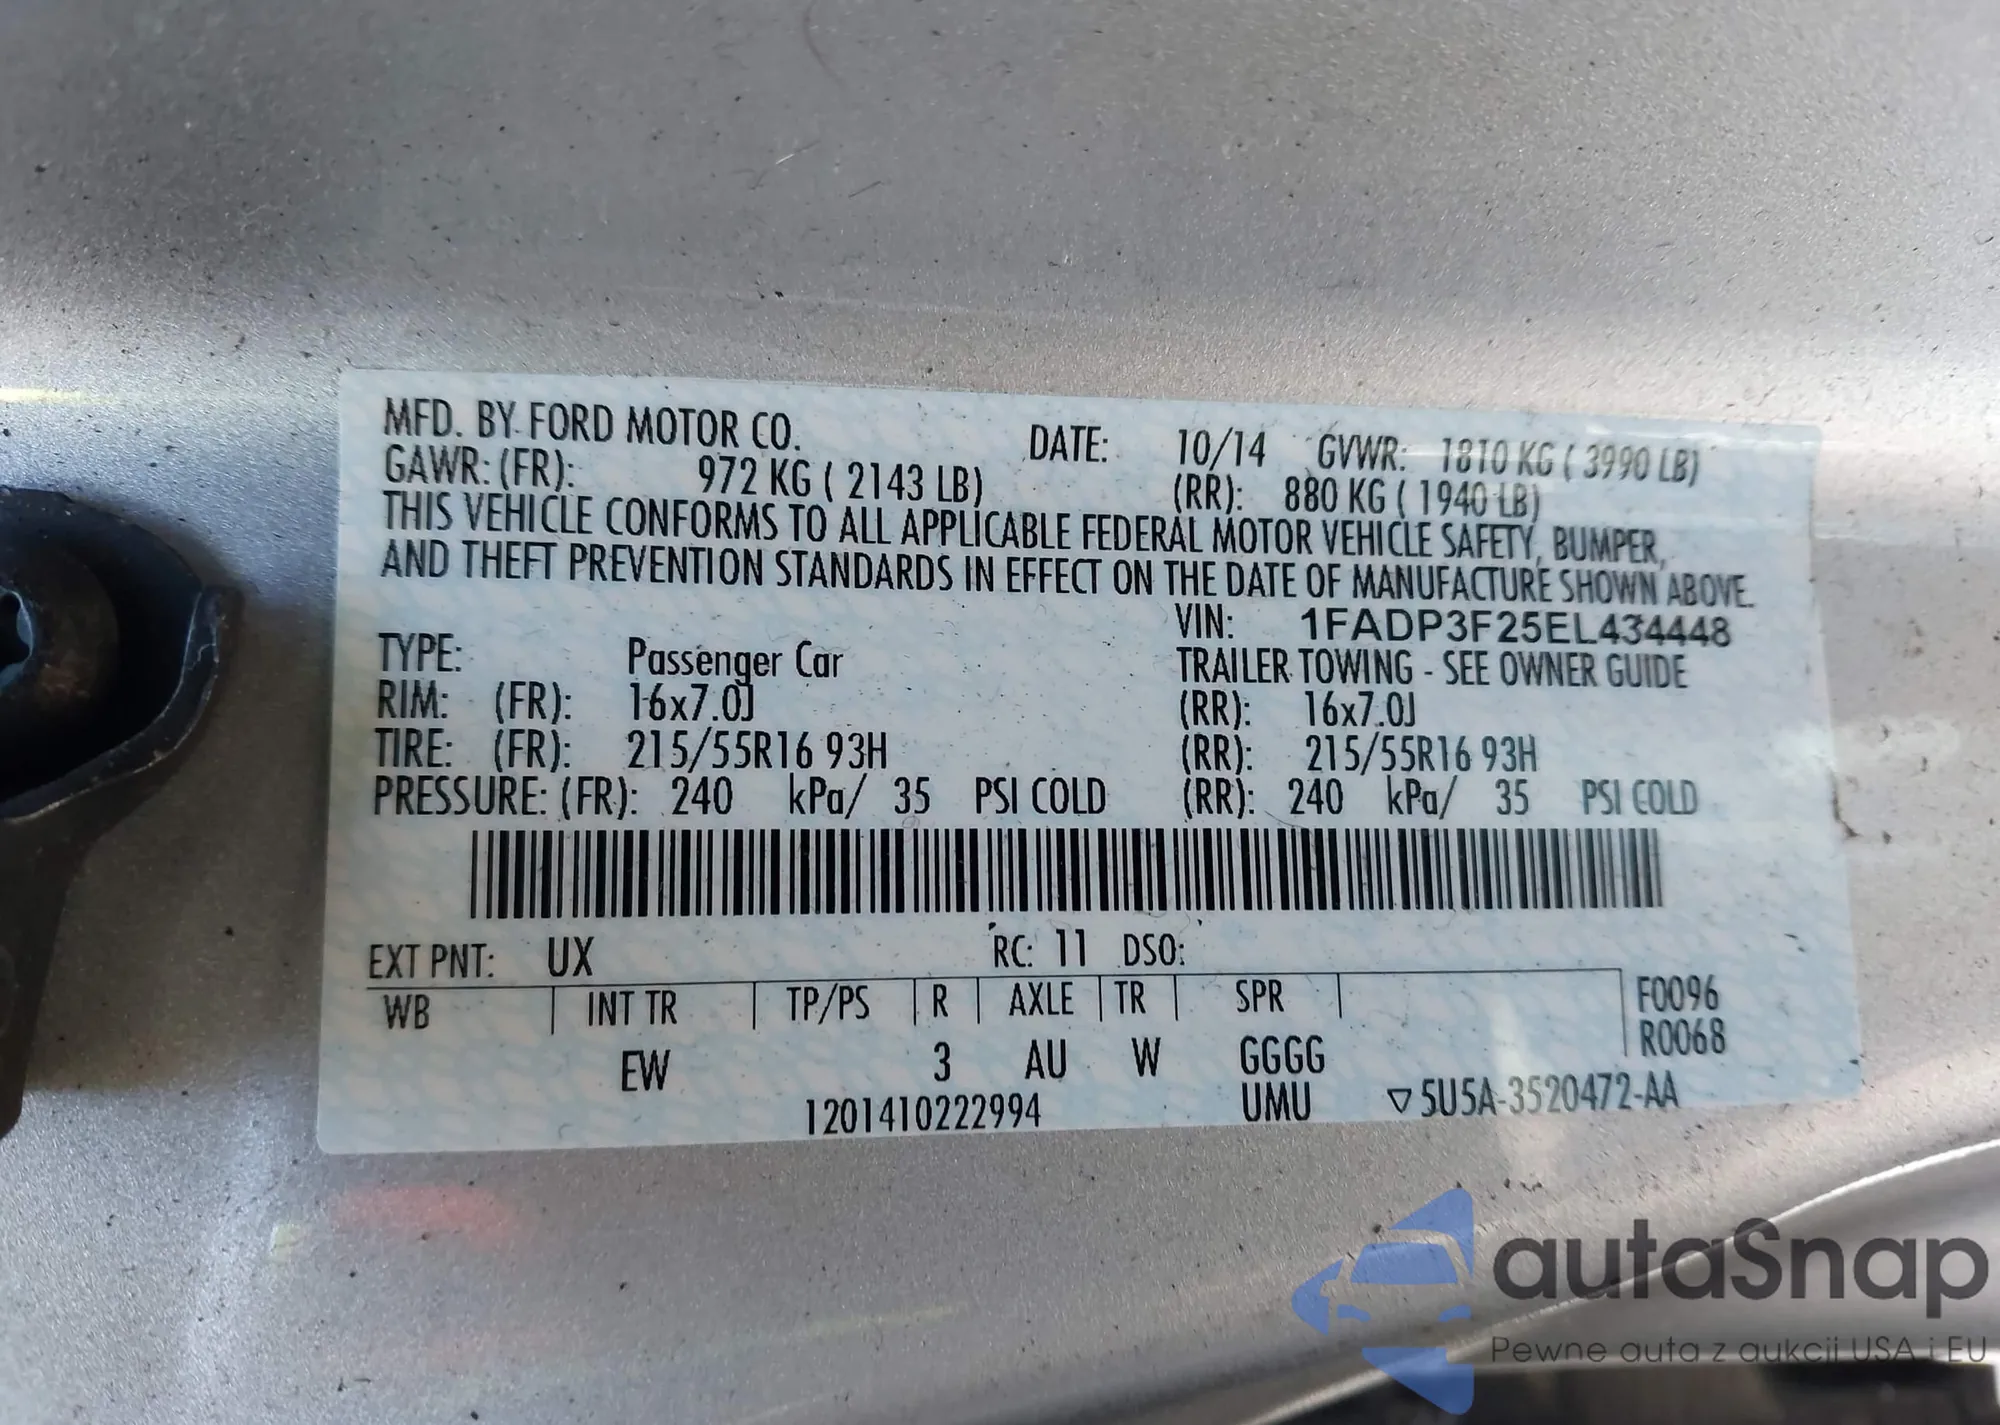 MFD. BY FORD MOTOR CO. DATE: 10/14 GVWR: 1810 KG ( 3990 LB)
GAWR: (FR): 972 KG ( 2143 LB) (RR): 880 KG ( 1940 LB)
THIS VEHICLE CONFORMS TO ALL APPLICABLE FEDERAL MOTOR VEHICLE SAFETY, BUMPER,
AND THEFT PREVENTION STANDARDS IN EFFECT ON THE DATE OF MANUFACTURE SHOWN ABOVE.
VIN: 1FADP3F25EL434448
TYPE: Passenger Car TRAILER TOWING - SEE OWNER GUIDE
RIM: (FR): 16x7.0J (RR): 16x7.0J
TIRE: (FR): 215/55R16 93H (RR): 215/55R16 93H
PRESSURE: (FR): 240 kPa/ 35 PSI COLD (RR): 240 kPa/ 35 PSI COLD
EXT PNT: UX RC: 11 DSO:
WB INT TR TP/PS R AXLE TR SPR F0096
R0068
EW 3 AU W GGGG
1201410222994 UMU ▽5U5A-3520472-AA
autaSnap
Pewne auta z aukcji USA i EU